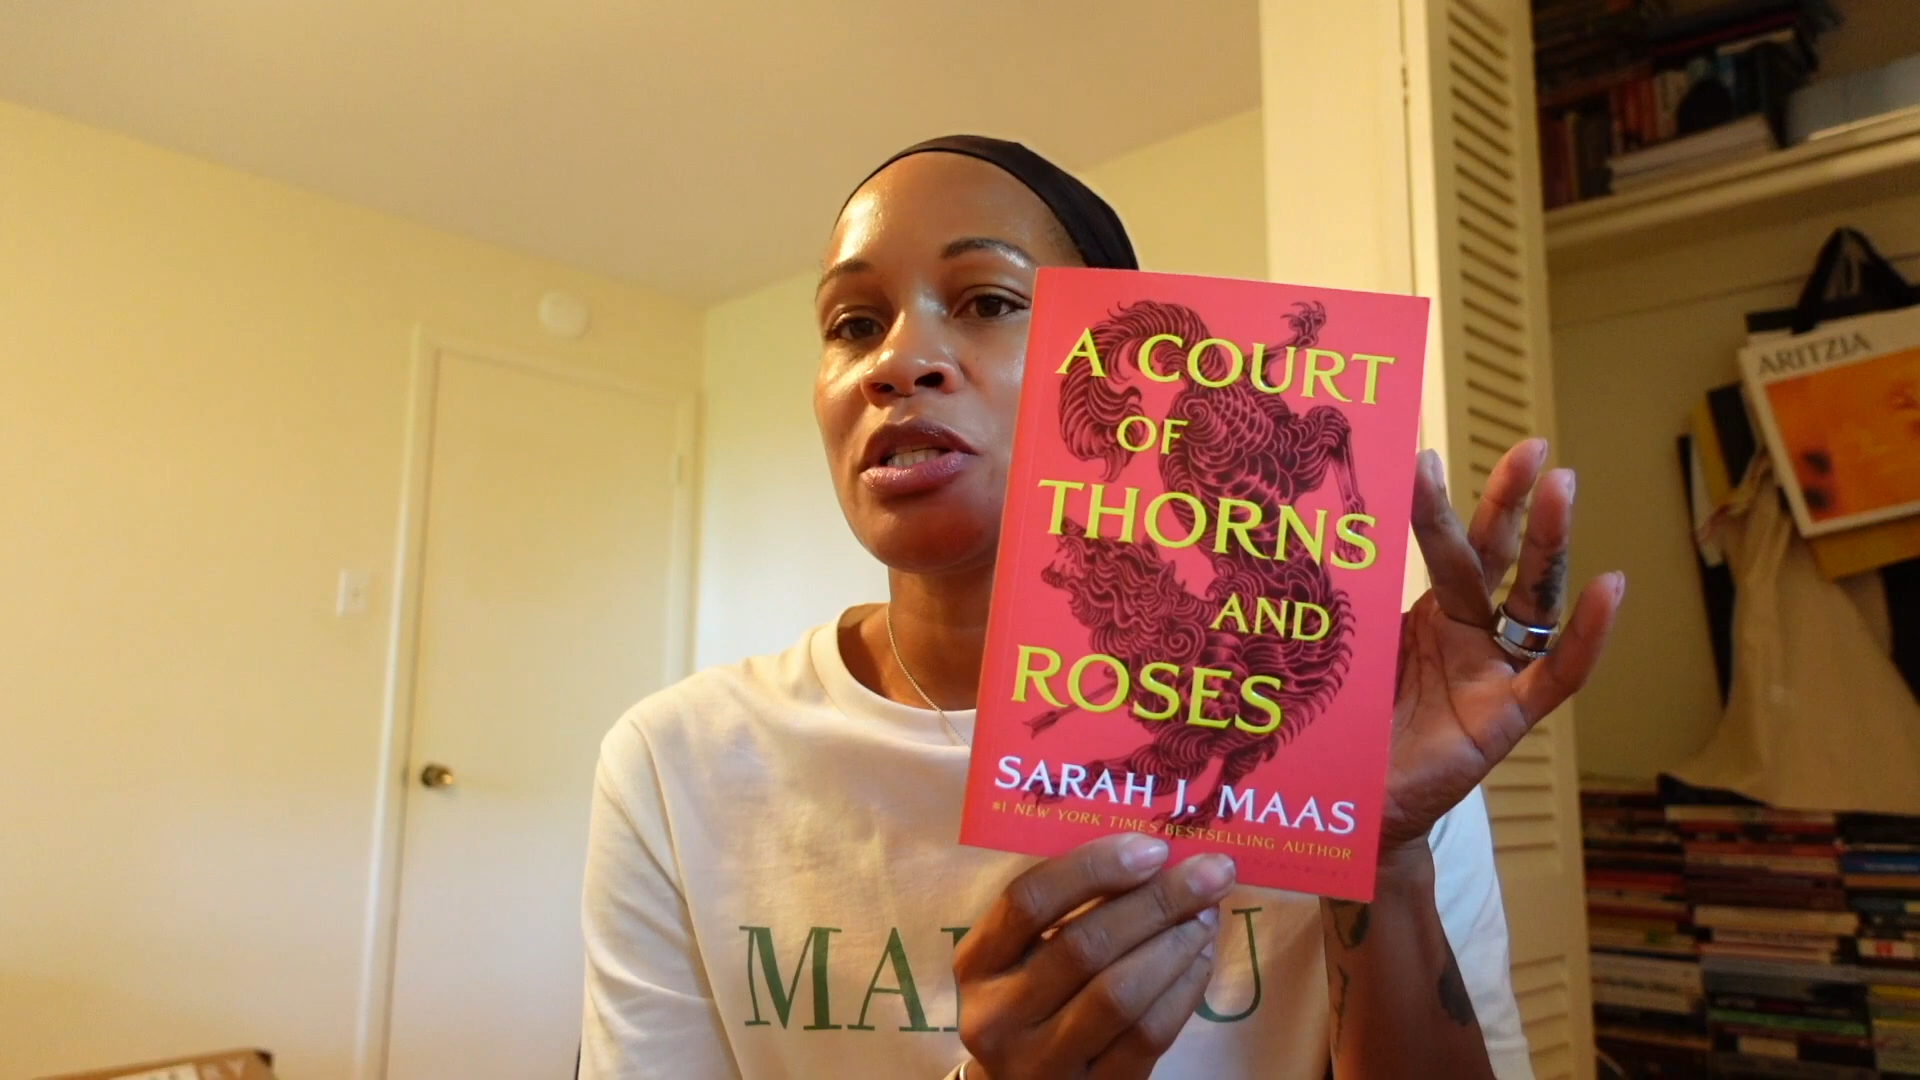 A COURT
OF
THORNS
AND
ROSES
SARAH J. MAAS
#1 NEW YORK TIMES BESTSELLING AUTHOR
ARITZIA